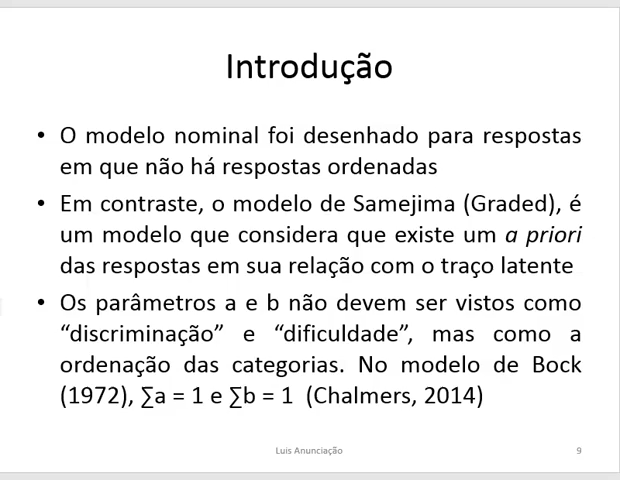 Introdução
• O modelo nominal foi desenhado para respostas
em que não há respostas ordenadas
• Em contraste, o modelo de Samejima (Graded), é
um modelo que considera que existe um a priori
das respostas em sua relação com o traço latente
• Os parâmetros a e b não devem ser vistos como
“discriminação” e “dificuldade”, mas como a
ordenação das categorias. No modelo de Bock
(1972), ∑a = 1 e ∑b = 1 (Chalmers, 2014)
Luis Anunciação 9